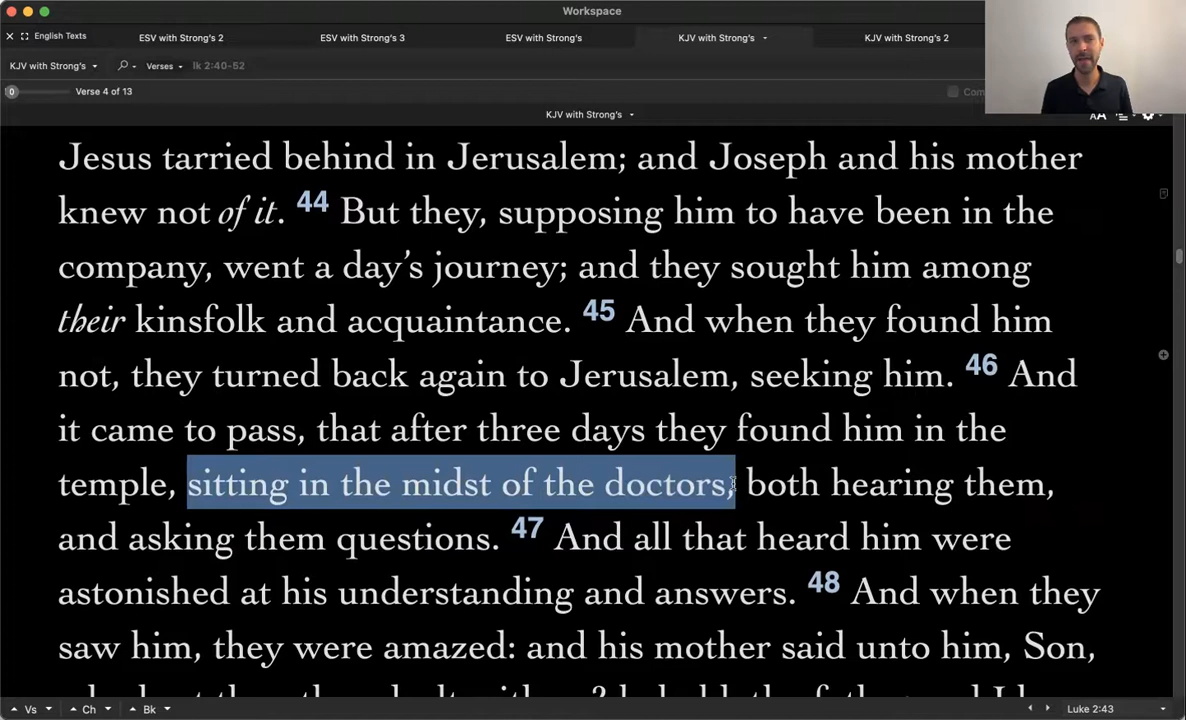 Workspace
English Texts
ESV with Strong's 2
ESV with Strong's 3
ESV with Strong's
KJV with Strong's
KJV with Strong's 2
KJV with Strong's
Verses
lk 2:40-52
0
Verse 4 of 13
Com
KJV with Strong's
AA
Jesus tarried behind in Jerusalem; and Joseph and his mother
knew not of it. 44 But they, supposing him to have been in the
company, went a day's journey; and they sought him among
their kinsfolk and acquaintance. 45 And when they found him
not, they turned back again to Jerusalem, seeking him. 46 And
it came to pass, that after three days they found him in the
temple, sitting in the midst of the doctors, both hearing them,
and asking them questions. 47 And all that heard him were
astonished at his understanding and answers. 48 And when they
saw him, they were amazed: and his mother said unto him, Son,
Vs
Ch
Bk
Luke 2:43